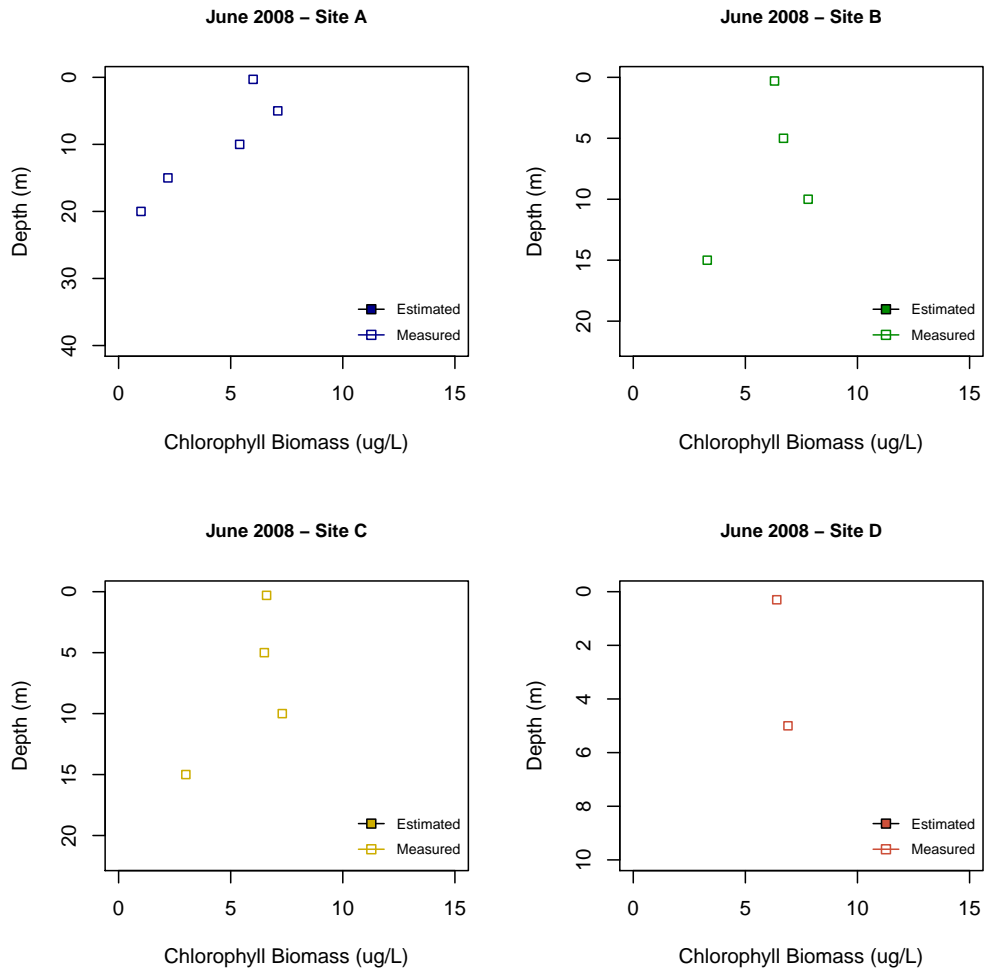 June 2008 – Site A
0
10
20
30
40
Depth (m)
Estimated
Measured
0 5 10 15
Chlorophyll Biomass (ug/L)
June 2008 – Site B
0
5
10
15
20
Depth (m)
Estimated
Measured
0 5 10 15
Chlorophyll Biomass (ug/L)
June 2008 – Site C
0
5
10
15
20
Depth (m)
Estimated
Measured
0 5 10 15
Chlorophyll Biomass (ug/L)
June 2008 – Site D
0
2
4
6
8
10
Depth (m)
Estimated
Measured
0 5 10 15
Chlorophyll Biomass (ug/L)